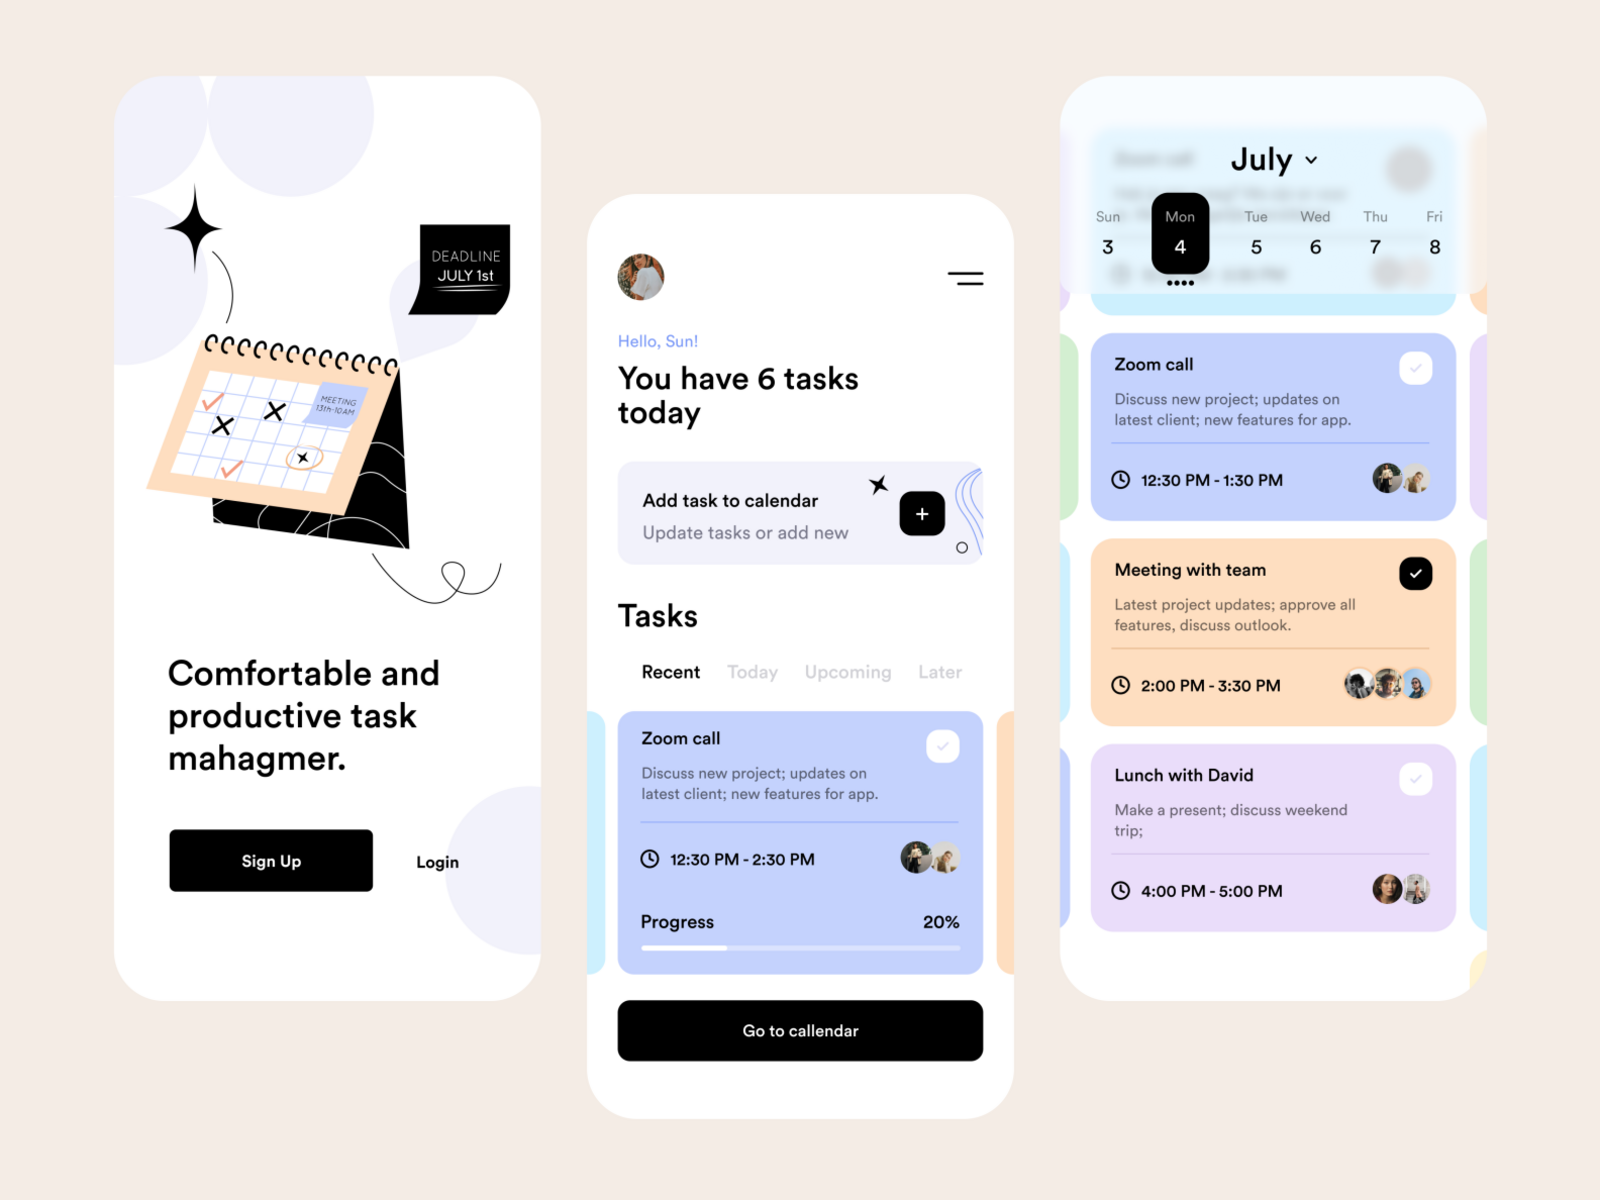 DEADLINE
JULY 1st
MEETING
13th-10AM
Comfortable and
productive task
mahagmer.
Sign Up
Login
Hello, Sun!
You have 6 tasks
today
Add task to calendar
Update tasks or add new
+
Tasks
Recent Today Upcoming Later
Zoom call
Discuss new project; updates on
latest client; new features for app.
12:30 PM - 2:30 PM
Progress 20%
Go to callendar
Zoom call
July
Sun Mon Tue Wed Thu Fri
3 4 5 6 7 8
Zoom call
Discuss new project; updates on
latest client; new features for app.
12:30 PM - 1:30 PM
Meeting with team
Latest project updates; approve all
features, discuss outlook.
2:00 PM - 3:30 PM
Lunch with David
Make a present; discuss weekend
trip;
4:00 PM - 5:00 PM